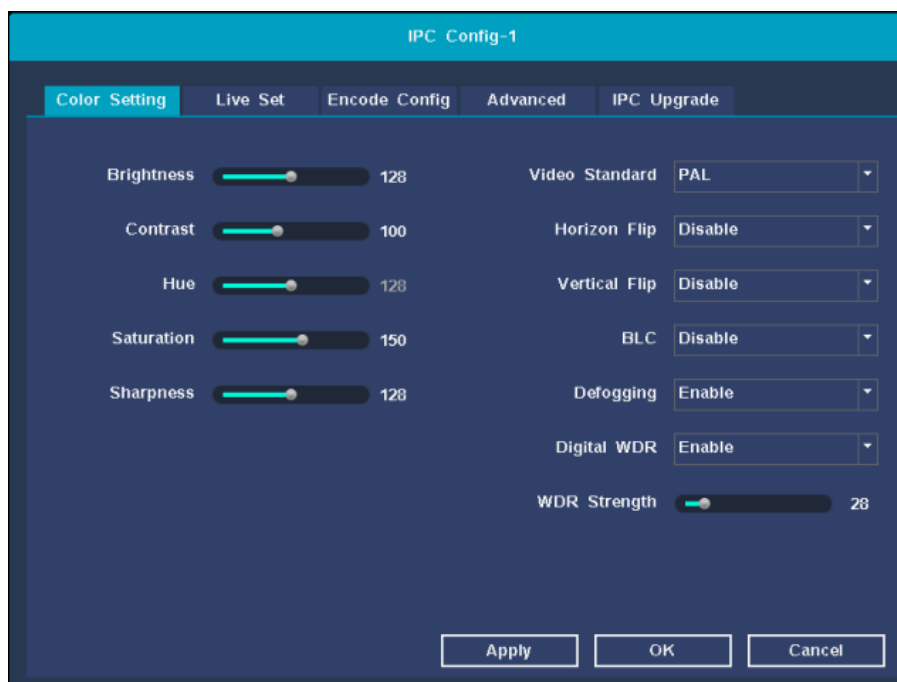 IPC Config-1
Color Setting Live Set Encode Config Advanced IPC Upgrade
Brightness 128 Video Standard PAL
Contrast 100 Horizon Flip Disable
Hue 128 Vertical Flip Disable
Saturation 150 BLC Disable
Sharpness 128 Defogging Enable
Digital WDR Enable
WDR Strength 28
Apply OK Cancel